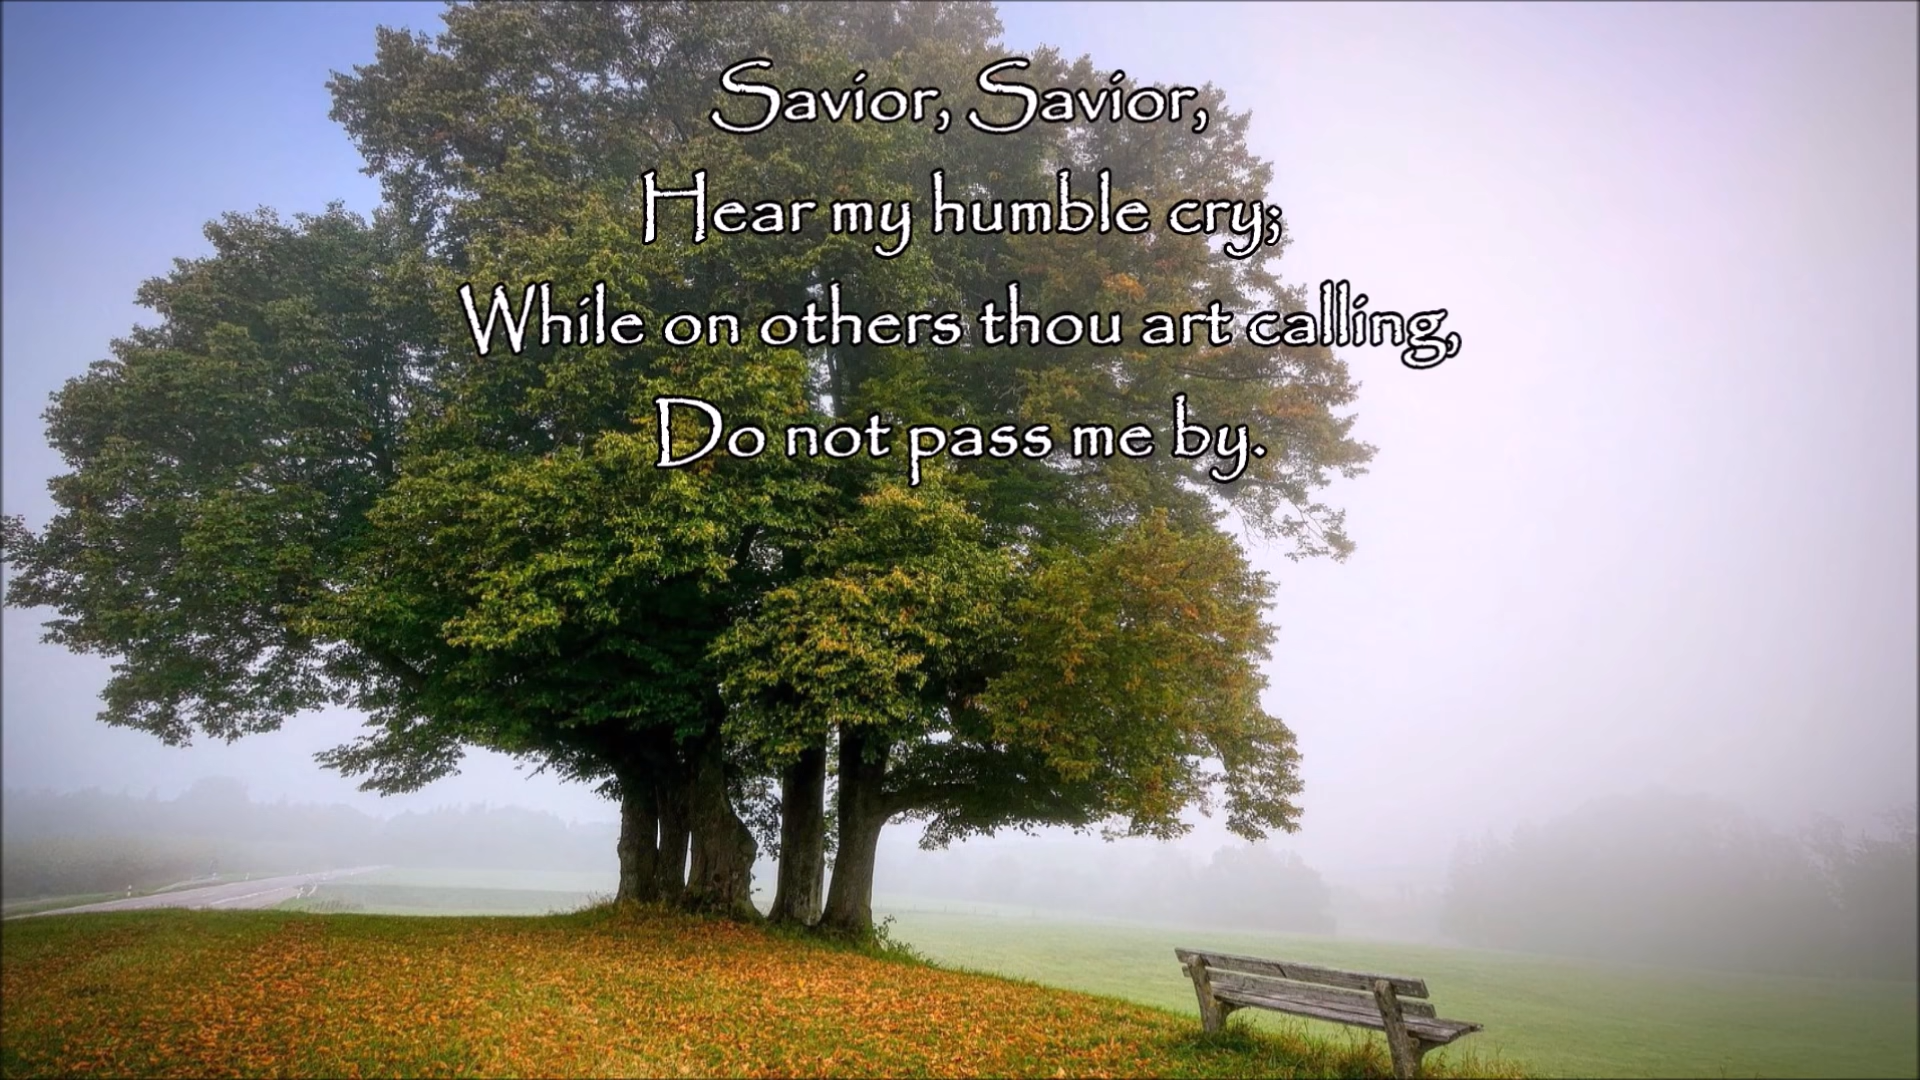 Savior, Savior,
Hear my humble cry;
While on others thou art calling,
Do not pass me by.